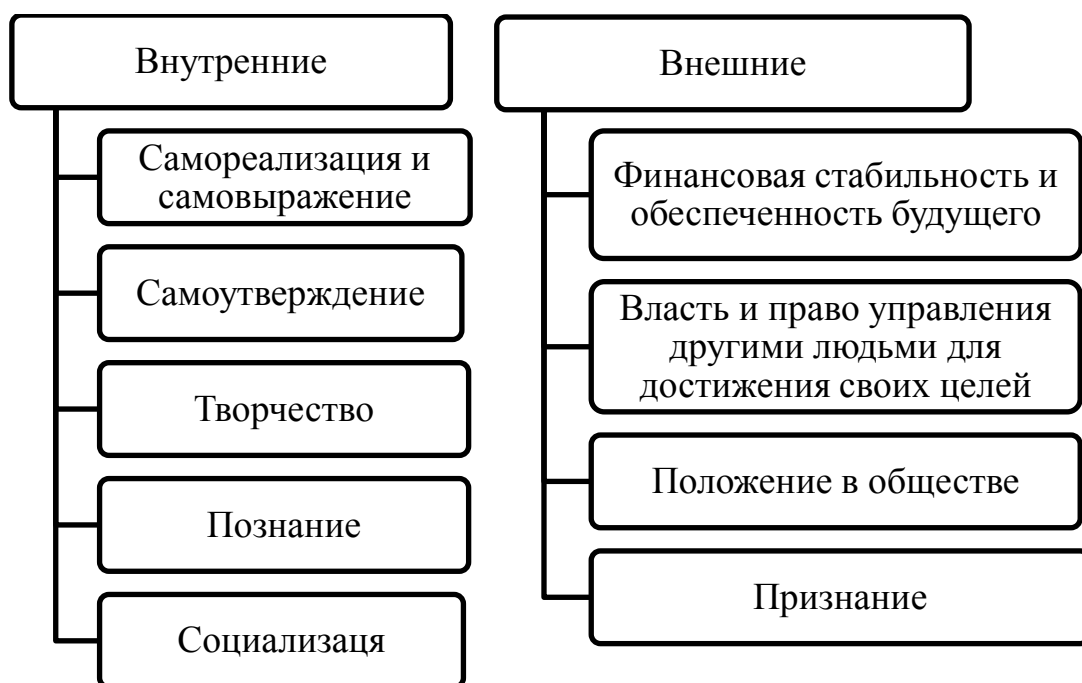 Внутренние
Самореализация и
самовыражение
Самоутверждение
Творчество
Познание
Социализаця
Внешние
Финансовая стабильность и
обеспеченность будущего
Власть и право управления
другими людьми для
достижения своих целей
Положение в обществе
Признание